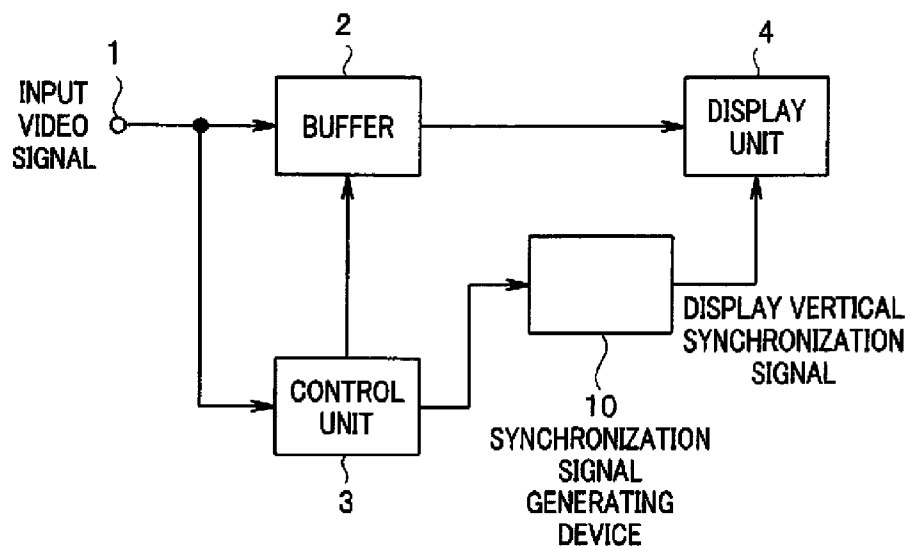 1
INPUT
VIDEO
SIGNAL
2
BUFFER
4
DISPLAY
UNIT
DISPLAY VERTICAL
SYNCHRONIZATION
SIGNAL
CONTROL
UNIT
3
10
SYNCHRONIZATION
SIGNAL
GENERATING
DEVICE